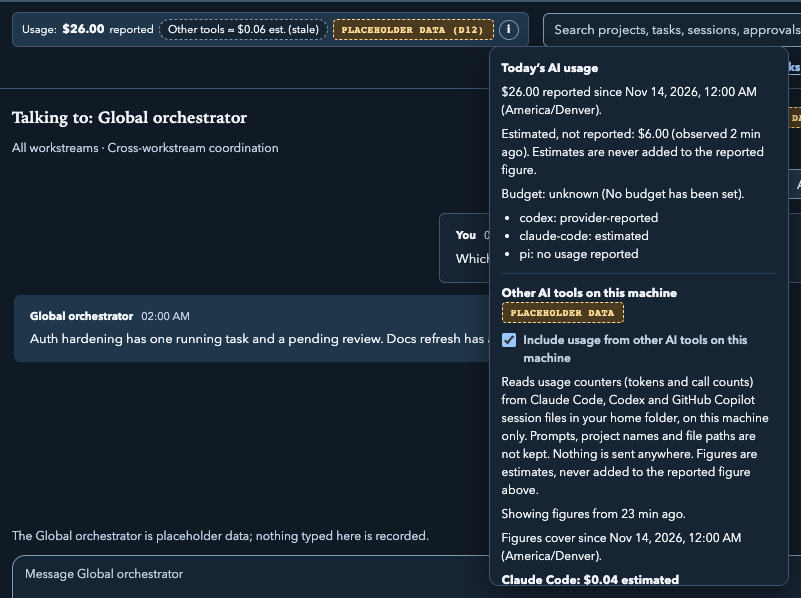 Usage: $26.00 reported Other tools ≈ $0.06 est. (stale) PLACEHOLDER DATA (D12) i
Search projects, tasks, sessions, approvals
Talking to: Global orchestrator
All workstreams · Cross-workstream coordination
You
Global orchestrator 02:00 AM
Auth hardening has one running task and a pending review. Docs refresh has
The Global orchestrator is placeholder data; nothing typed here is recorded.
Message Global orchestrator
Today's AI usage
$26.00 reported since Nov 14, 2026, 12:00 AM
(America/Denver).
Estimated, not reported: $6.00 (observed 2 min
ago). Estimates are never added to the reported
figure.
Budget: unknown (No budget has been set).
• codex: provider-reported
• claude-code: estimated
• pi: no usage reported
Other AI tools on this machine
PLACEHOLDER DATA
Include usage from other AI tools on this
machine
Reads usage counters (tokens and call counts)
from Claude Code, Codex and GitHub Copilot
session files in your home folder, on this machine
only. Prompts, project names and file paths are
not kept. Nothing is sent anywhere. Figures are
estimates, never added to the reported figure
above.
Showing figures from 23 min ago.
Figures cover since Nov 14, 2026, 12:00 AM
(America/Denver).
Claude Code: $0.04 estimated